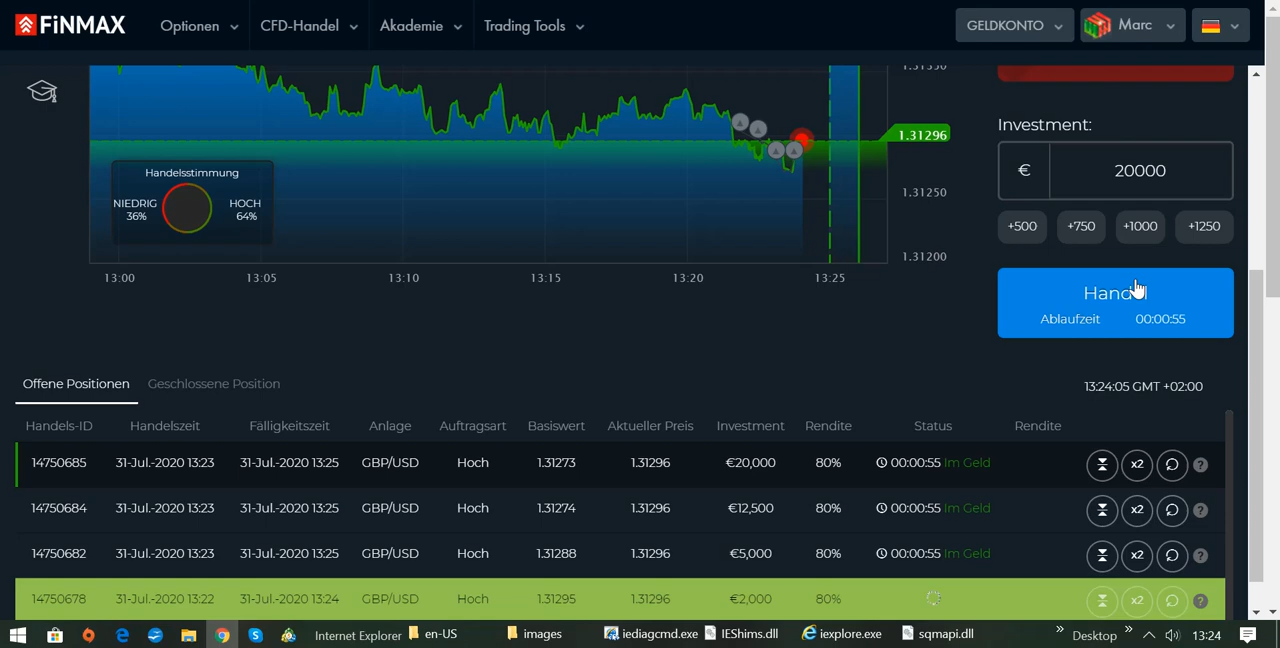 FiNMAX Optionen CFD-Handel Akademie Trading Tools GELDKONTO Marc
1.31350
Investment:
1.31296
€ 20000
Handelsstimmung
NIEDRIG HOCH
36% 64%
1.31250
+500 +750 +1000 +1250
1.31200
13:00 13:05 13:10 13:15 13:20 13:25
Handel
Ablaufzeit 00:00:55
Offene Positionen Geschlossene Position 13:24:05 GMT +02:00
Handels-ID Handelszeit Fälligkeitszeit Anlage Auftragsart Basiswert Aktueller Preis Investment Rendite Status Rendite
14750685 31-Jul.-2020 13:23 31-Jul.-2020 13:25 GBP/USD Hoch 1.31273 1.31296 €20,000 80% 00:00:55 Im Geld x2 ?
14750684 31-Jul.-2020 13:23 31-Jul.-2020 13:25 GBP/USD Hoch 1.31274 1.31296 €12,500 80% 00:00:55 Im Geld x2 ?
14750682 31-Jul.-2020 13:23 31-Jul.-2020 13:25 GBP/USD Hoch 1.31288 1.31296 €5,000 80% 00:00:55 Im Geld x2 ?
14750678 31-Jul.-2020 13:22 31-Jul.-2020 13:24 GBP/USD Hoch 1.31295 1.31296 €2,000 80% x2 ?
Internet Explorer en-US images iediagcmd.exe IEShims.dll iexplore.exe sqmapi.dll » Desktop » 13:24